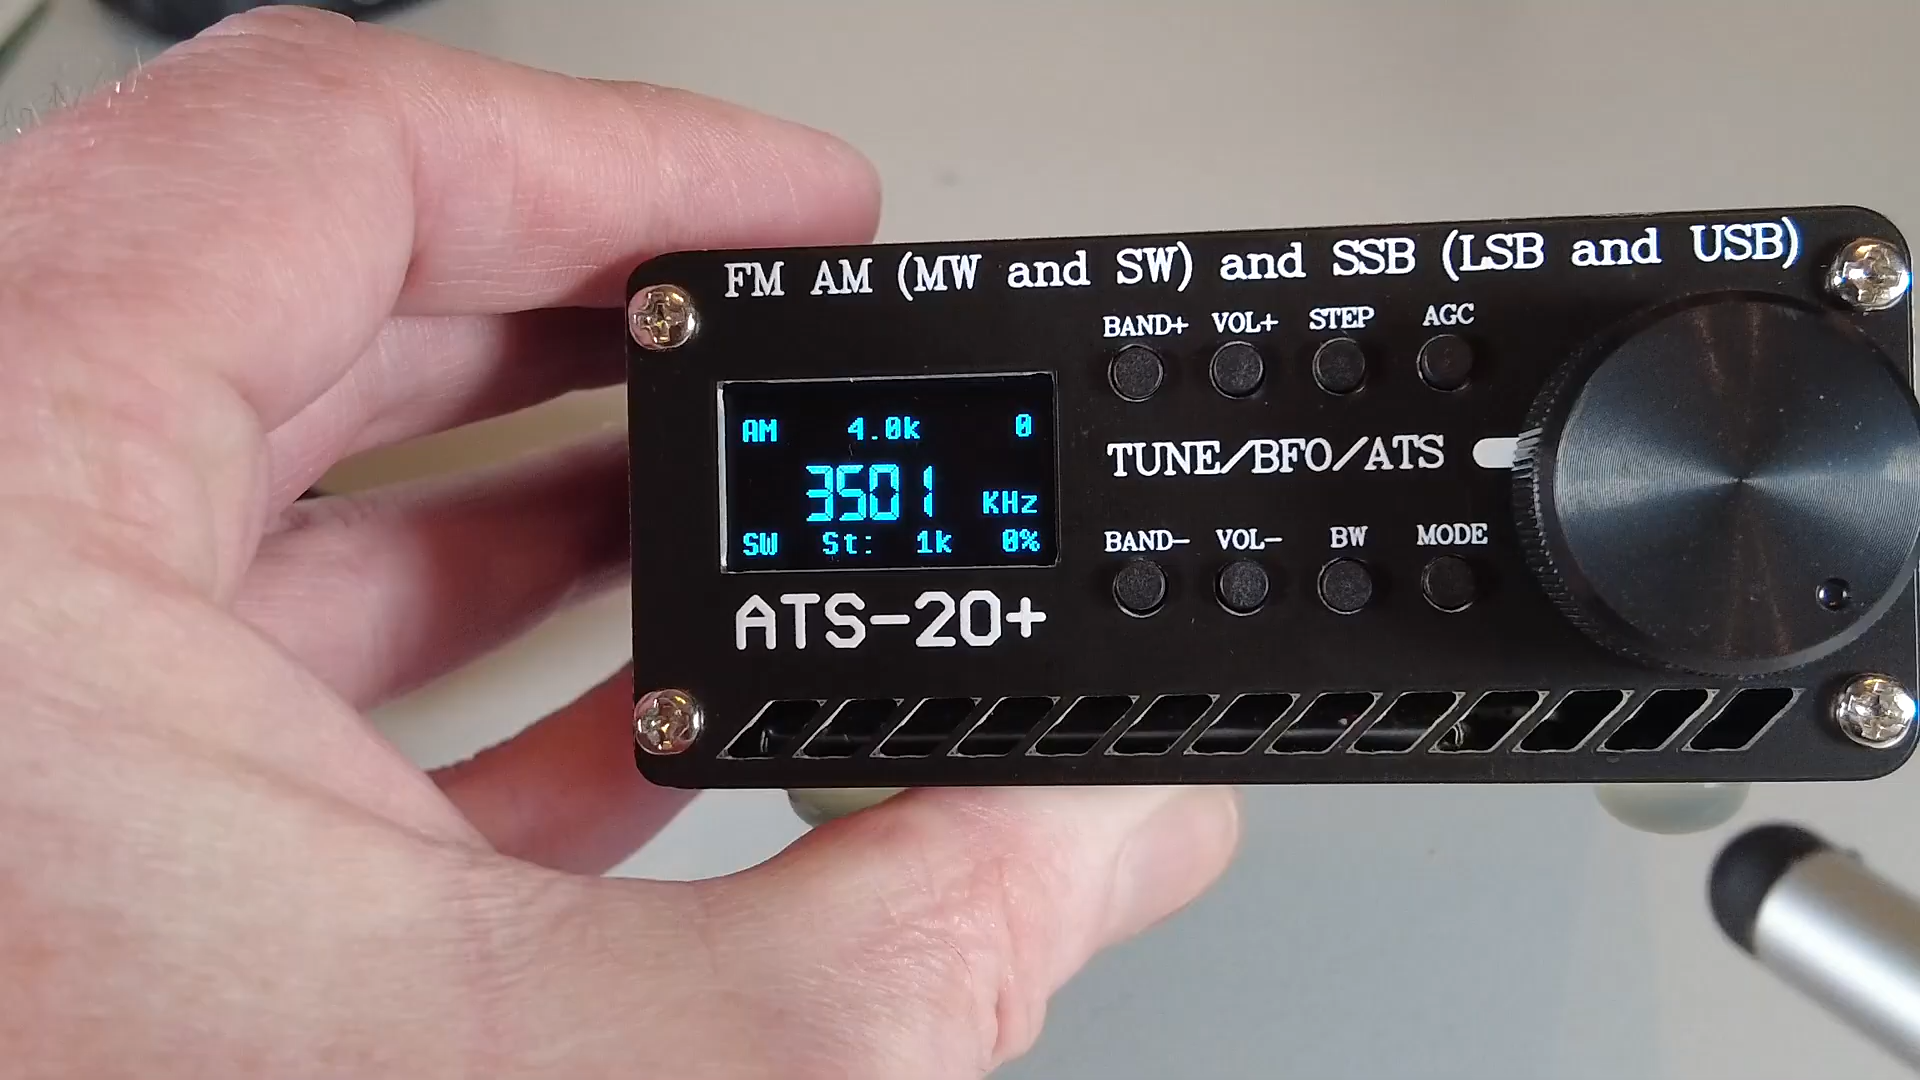 FM AM (MW and SW) and SSB (LSB and USB)
BAND+ VOL+ STEP AGC
AM 4.0k 0
3501 KHz
SW St: 1k 0%
TUNE/BFO/ATS
BAND- VOL- BW MODE
ATS-20+